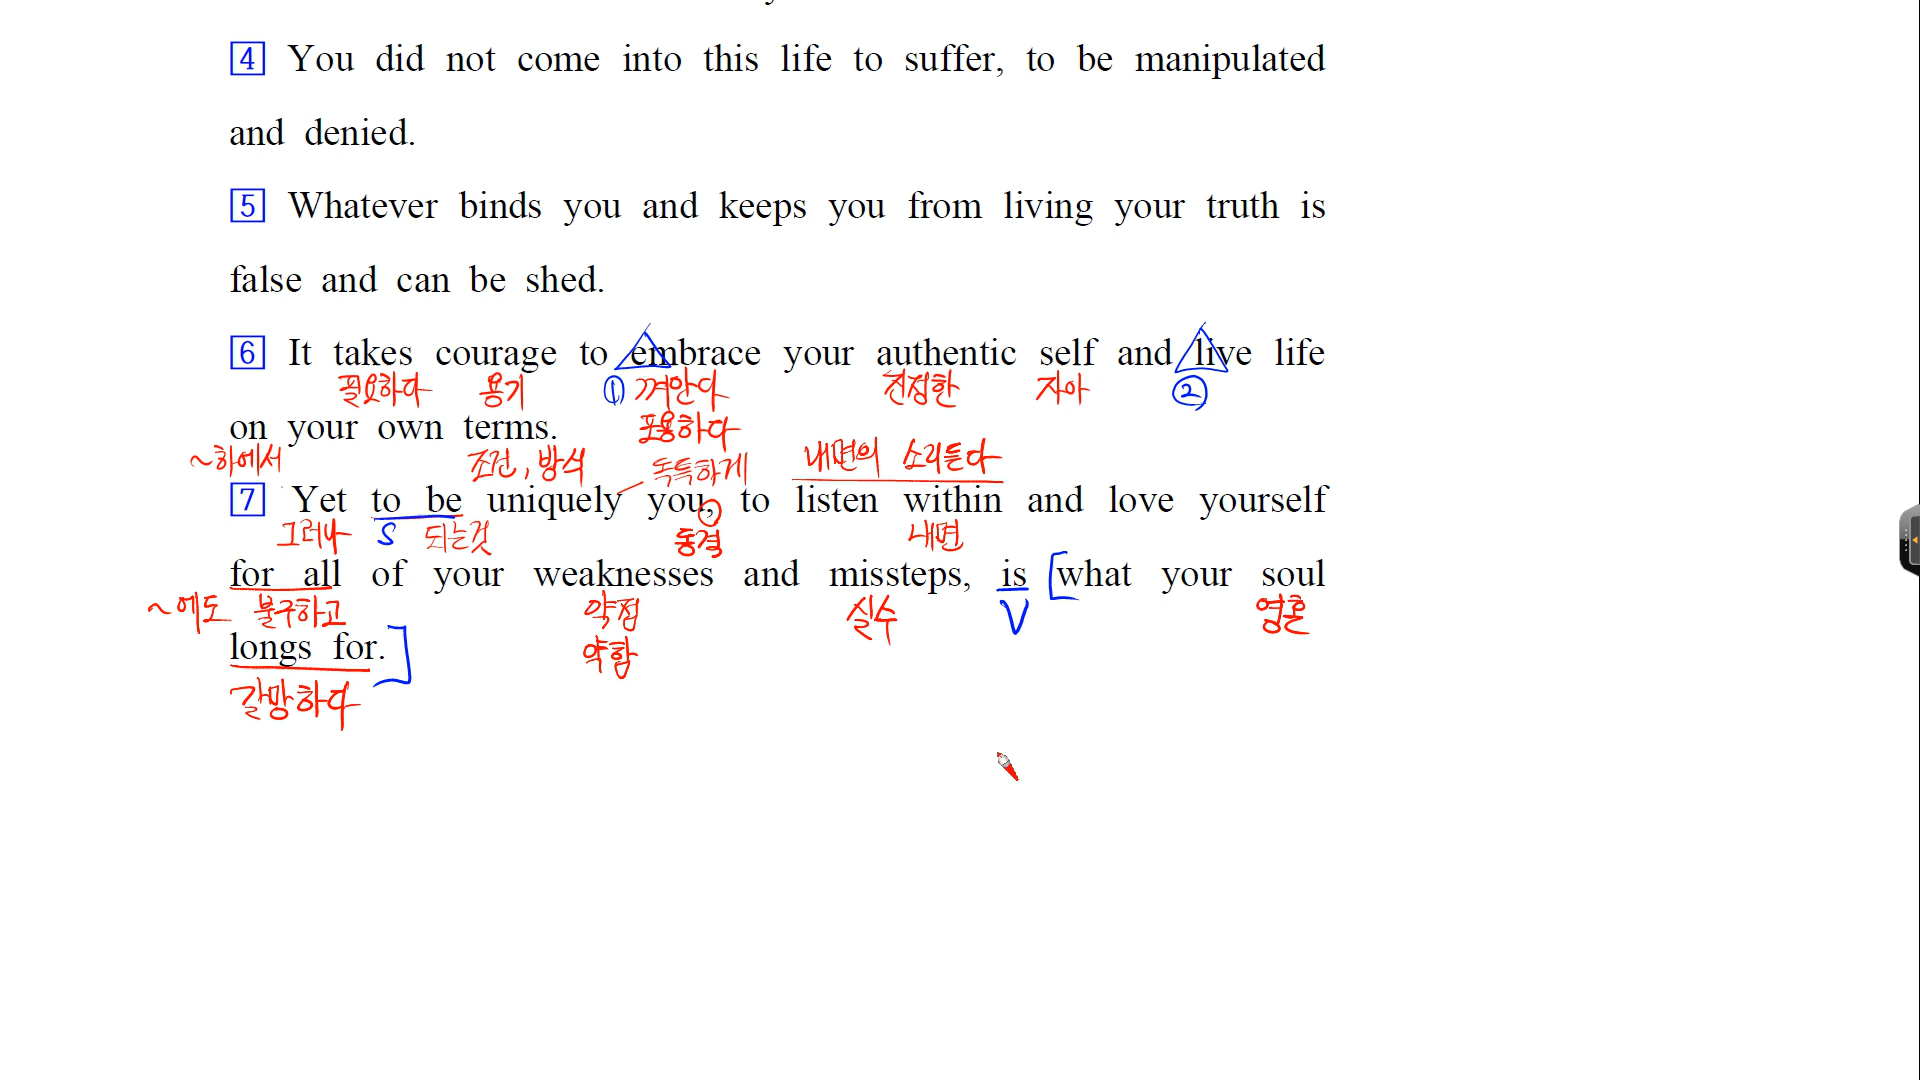 4 You did not come into this life to suffer, to be manipulated
and denied.
5 Whatever binds you and keeps you from living your truth is
false and can be shed.
6 It takes courage to embrace your authentic self and live life
필요하다 용기 ① 껴안다 진정한 자아 ②
on your own terms. 포용하다
~하에서 조건, 방식 독특하게 내면의 소리듣다
7 Yet to be uniquely you, to listen within and love yourself
그러나 S 되는것 동격 내면
for all of your weaknesses and missteps, is [what your soul
~에도 불구하고 약점 실수 V 영혼
longs for.] 약함
갈망하다